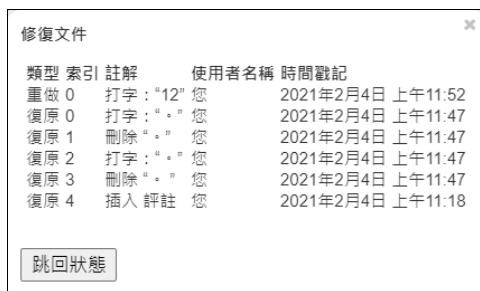 修復文件
×
類型 索引 註解 使用者名稱 時間戳記
重做 0 打字：“12” 您 2021年2月4日 上午11:52
復原 0 打字：“。” 您 2021年2月4日 上午11:47
復原 1 刪除 “。” 您 2021年2月4日 上午11:47
復原 2 打字：“。” 您 2021年2月4日 上午11:47
復原 3 刪除 “。” 您 2021年2月4日 上午11:47
復原 4 插入 評註 您 2021年2月4日 上午11:18
跳回狀態